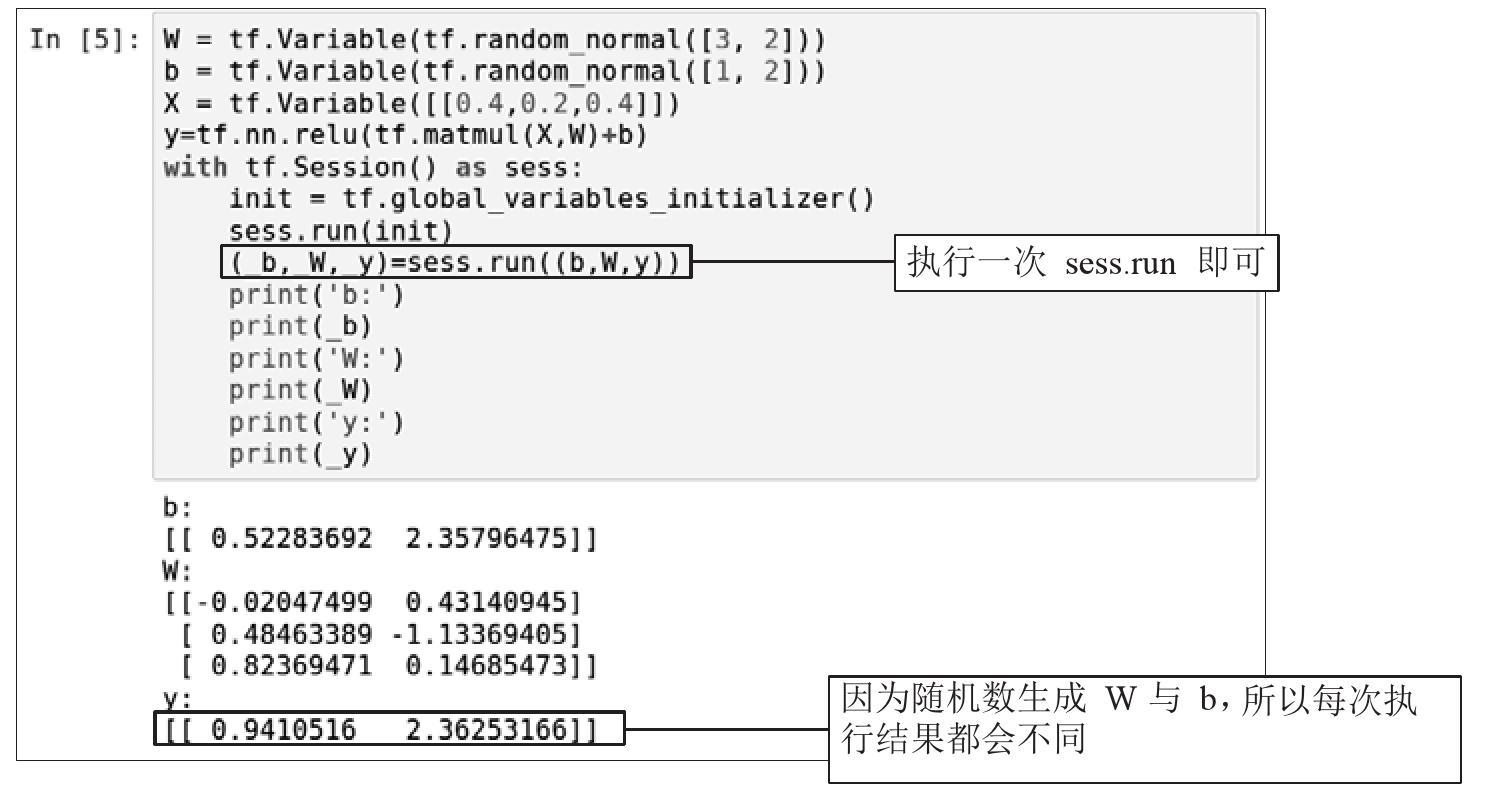 In [5]: W = tf.Variable(tf.random_normal([3, 2]))
b = tf.Variable(tf.random_normal([1, 2]))
X = tf.Variable([[0.4,0.2,0.4]])
y=tf.nn.relu(tf.matmul(X,W)+b)
with tf.Session() as sess:
    init = tf.global_variables_initializer()
    sess.run(init)
    (_b,_W,_y)=sess.run((b,W,y))
执行一次 sess.run 即可
    print('b:')
    print(_b)
    print('W:')
    print(_W)
    print('y:')
    print(_y)
b:
[[ 0.52283692  2.35796475]]
W:
[[-0.02047499  0.43140945]
 [ 0.48463389 -1.13369405]
 [ 0.82369471  0.14685473]]
y:
[[ 0.9410516   2.36253166]]
因为随机数生成 W 与 b，所以每次执
行结果都会不同